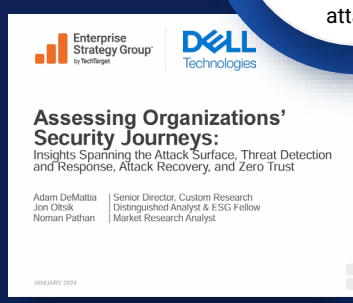 atta
Enterprise
Strategy Group
by TechTarget
DELL
Technologies
Assessing Organizations'
Security Journeys:
Insights Spanning the Attack Surface, Threat Detection
and Response, Attack Recovery, and Zero Trust
Adam DeMattia | Senior Director, Custom Research
Jon Oltsik | Distinguished Analyst & ESG Fellow
Noman Pathan | Market Research Analyst
JANUARY 2024